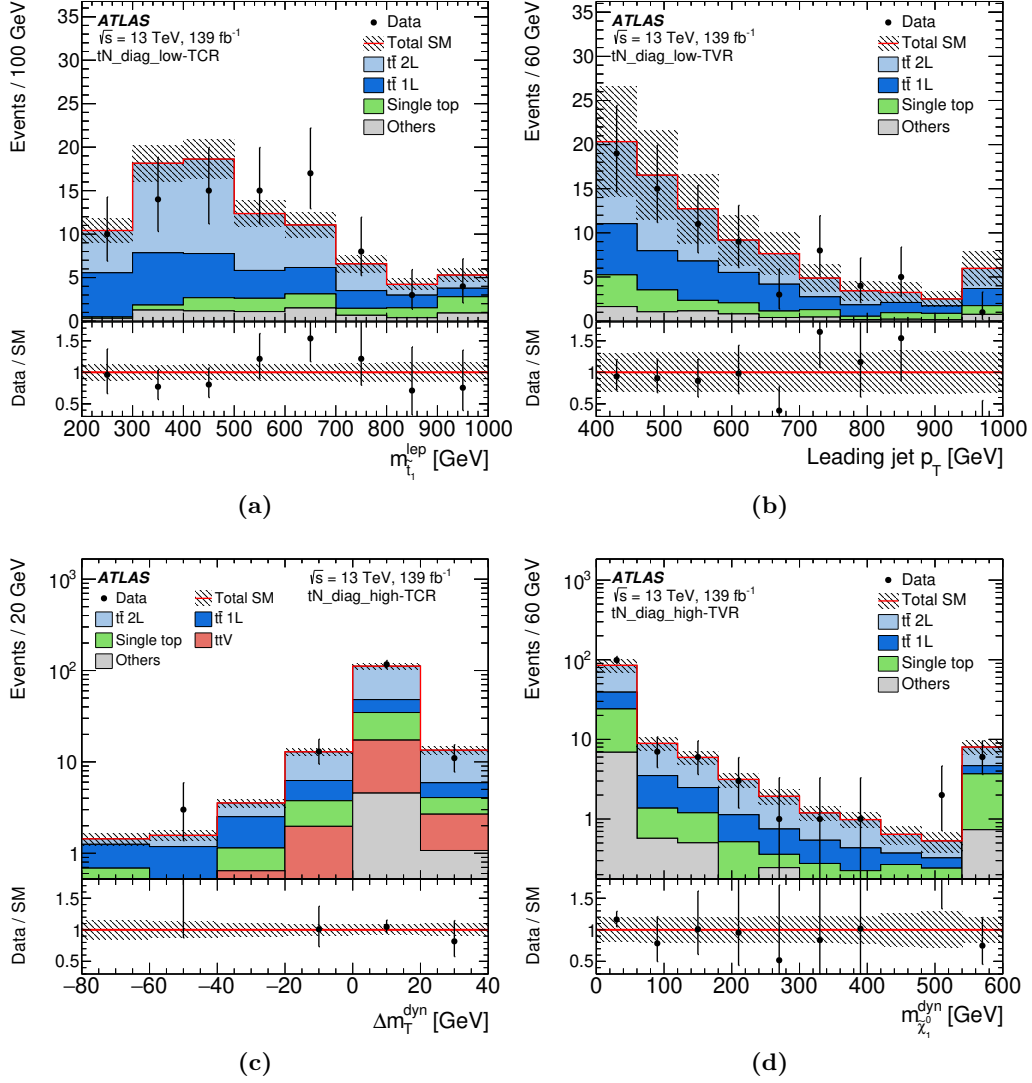 ATLAS
√s = 13 TeV, 139 fb⁻¹
tN_diag_low-TCR
Data
Total SM
tt̄ 2L
tt̄ 1L
Single top
Others
Events / 100 GeV
35
30
25
20
15
10
5
0
Data / SM
1.5
1
0.5
200 300 400 500 600 700 800 900 1000
m_{t̃₁}^{lep} [GeV]
(a)
ATLAS
√s = 13 TeV, 139 fb⁻¹
tN_diag_low-TVR
Data
Total SM
tt̄ 2L
tt̄ 1L
Single top
Others
Events / 60 GeV
35
30
25
20
15
10
5
0
Data / SM
1.5
1
0.5
400 500 600 700 800 900 1000
Leading jet p_T [GeV]
(b)
ATLAS
√s = 13 TeV, 139 fb⁻¹
tN_diag_high-TCR
Data
Total SM
tt̄ 2L
tt̄ 1L
Single top
ttV
Others
Events / 20 GeV
10³
10²
10
1
Data / SM
1.5
1
0.5
−80 −60 −40 −20 0 20 40
Δm_T^{dyn} [GeV]
(c)
ATLAS
√s = 13 TeV, 139 fb⁻¹
tN_diag_high-TVR
Data
Total SM
tt̄ 2L
tt̄ 1L
Single top
Others
Events / 60 GeV
10³
10²
10
1
Data / SM
1.5
1
0.5
0 100 200 300 400 500 600
m_{χ̃₁⁰}^{dyn} [GeV]
(d)